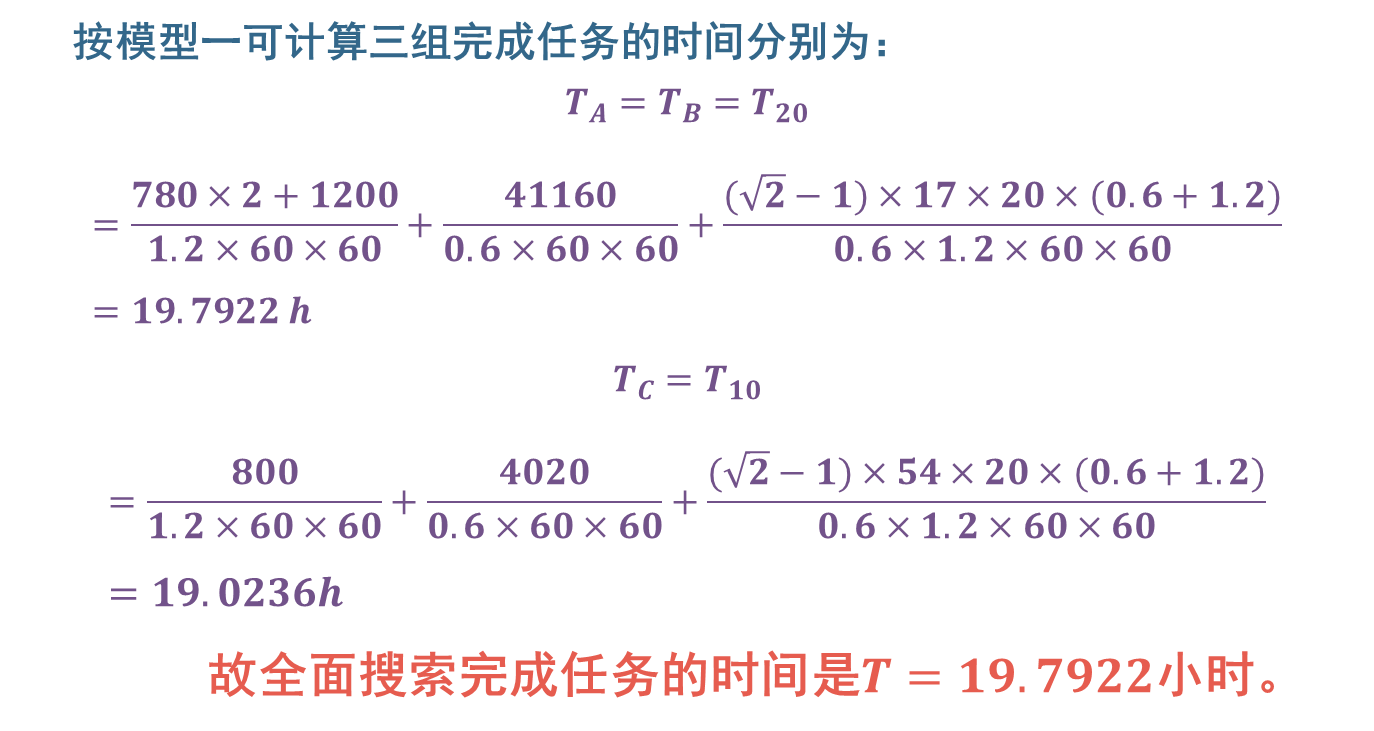 按模型一可计算三组完成任务的时间分别为：
T_A = T_B = T_20
= (780 × 2 + 1200)/(1.2 × 60 × 60) + 41160/(0.6 × 60 × 60) + ((√2 − 1) × 17 × 20 × (0.6 + 1.2))/(0.6 × 1.2 × 60 × 60)
= 19.7922 h
T_C = T_10
= 800/(1.2 × 60 × 60) + 4020/(0.6 × 60 × 60) + ((√2 − 1) × 54 × 20 × (0.6 + 1.2))/(0.6 × 1.2 × 60 × 60)
= 19.0236h
故全面搜索完成任务的时间是T = 19.7922小时。